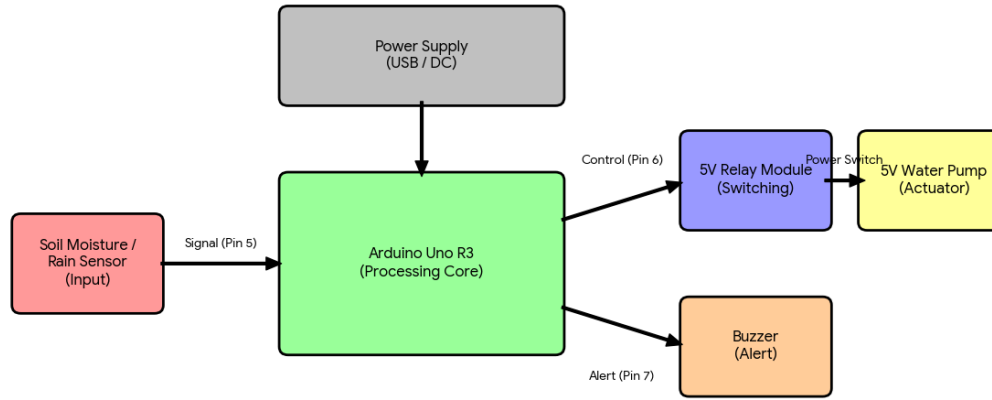 Power Supply
(USB / DC)
Control (Pin 6)
Power Switch
5V Relay Module
(Switching)
5V Water Pump
(Actuator)
Soil Moisture /
Rain Sensor
(Input)
Signal (Pin 5)
Arduino Uno R3
(Processing Core)
Buzzer
(Alert)
Alert (Pin 7)